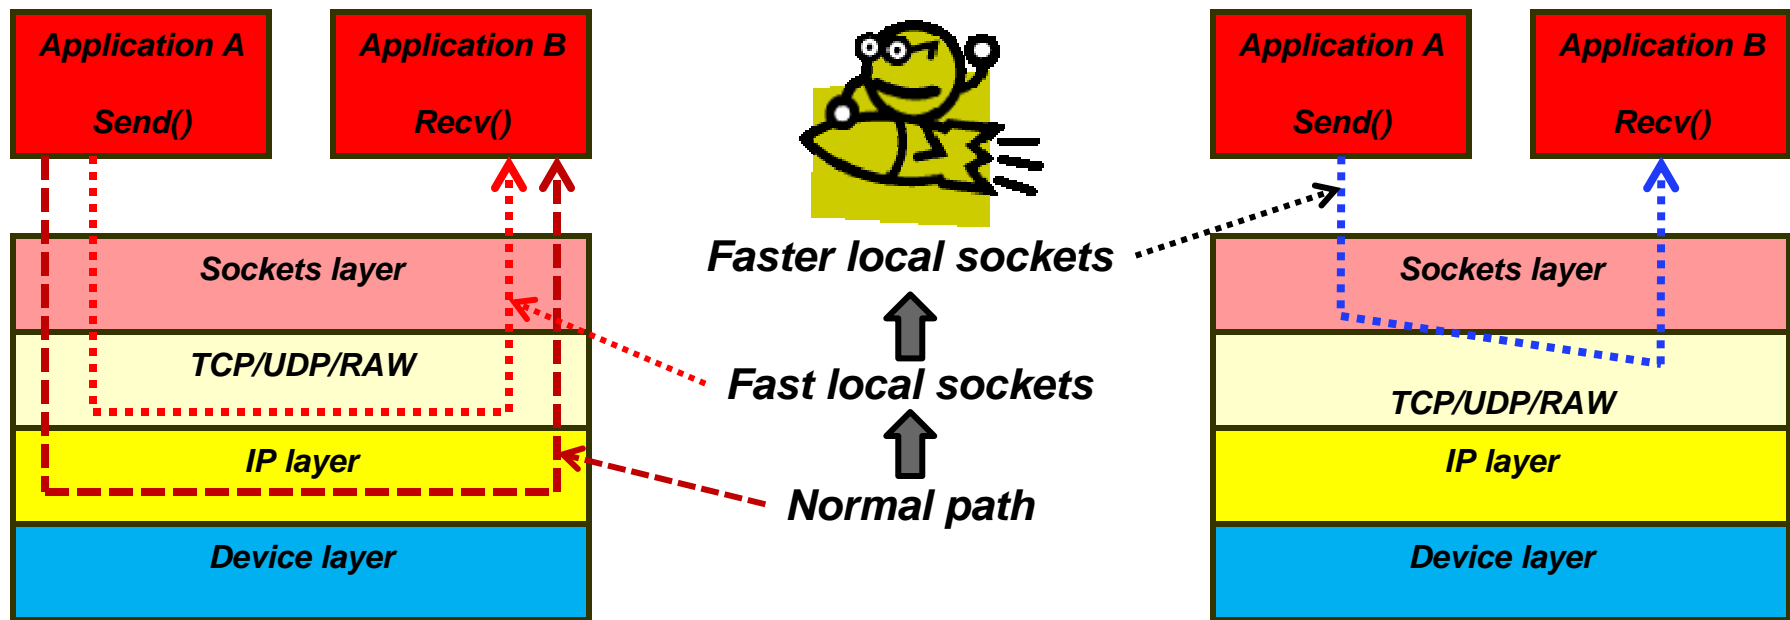 Application A
Send()
Application B
Recv()
Sockets layer
TCP/UDP/RAW
IP layer
Device layer
Faster local sockets
Fast local sockets
Normal path
Application A
Send()
Application B
Recv()
Sockets layer
TCP/UDP/RAW
IP layer
Device layer